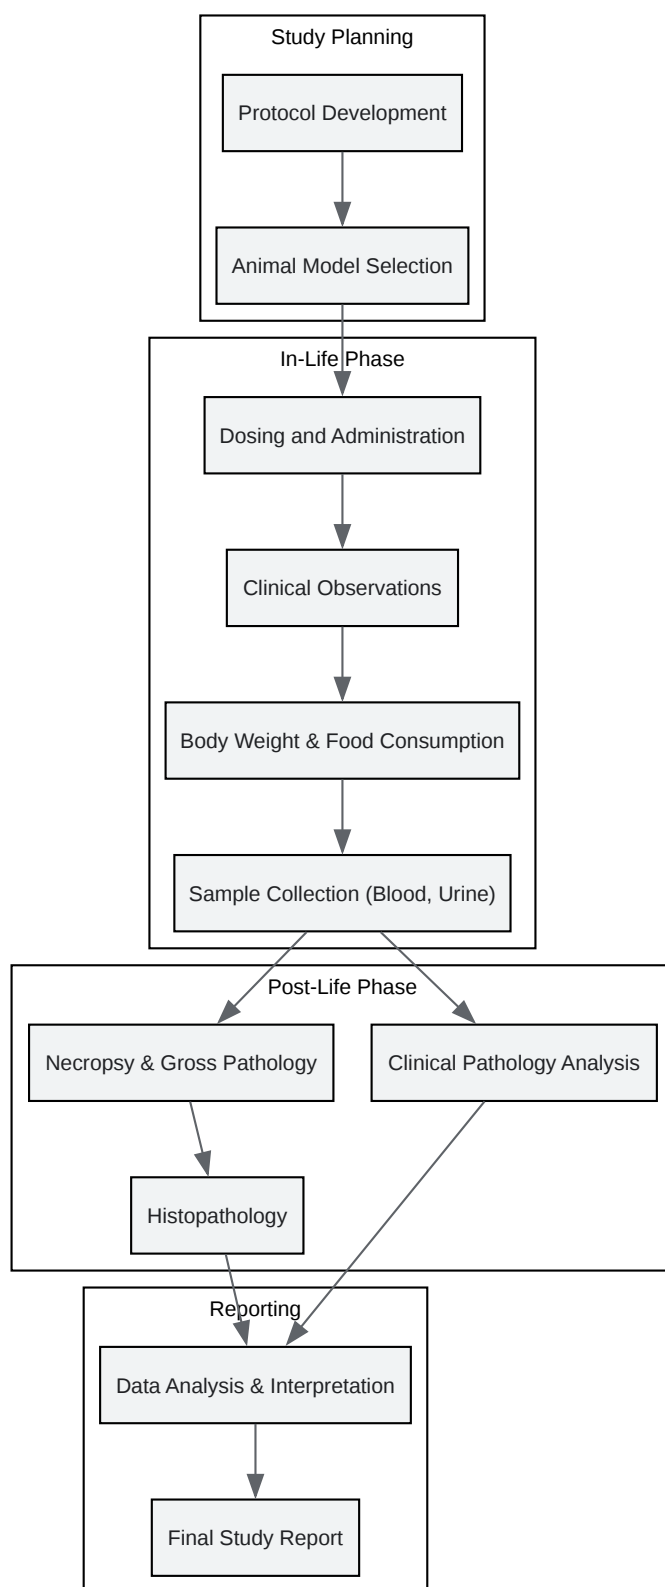 Study Planning
Protocol Development
Animal Model Selection
In-Life Phase
Dosing and Administration
Clinical Observations
Body Weight & Food Consumption
Sample Collection (Blood, Urine)
Post-Life Phase
Necropsy & Gross Pathology
Clinical Pathology Analysis
Histopathology
Reporting
Data Analysis & Interpretation
Final Study Report